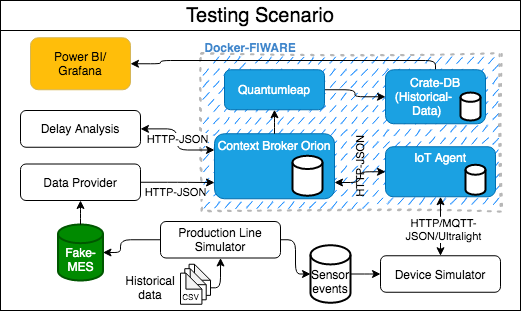 Testing Scenario
Docker-FIWARE
Power BI/
Grafana
Quantumleap
Crate-DB
(Historical-
Data)
Delay Analysis
HTTP-JSON
Context Broker Orion
HTTP-JSON
IoT Agent
Data Provider
HTTP-JSON
HTTP/MQTT-
JSON/Ultralight
Fake-
MES
Production Line
Simulator
Historical
data
CSV
Sensor
events
Device Simulator